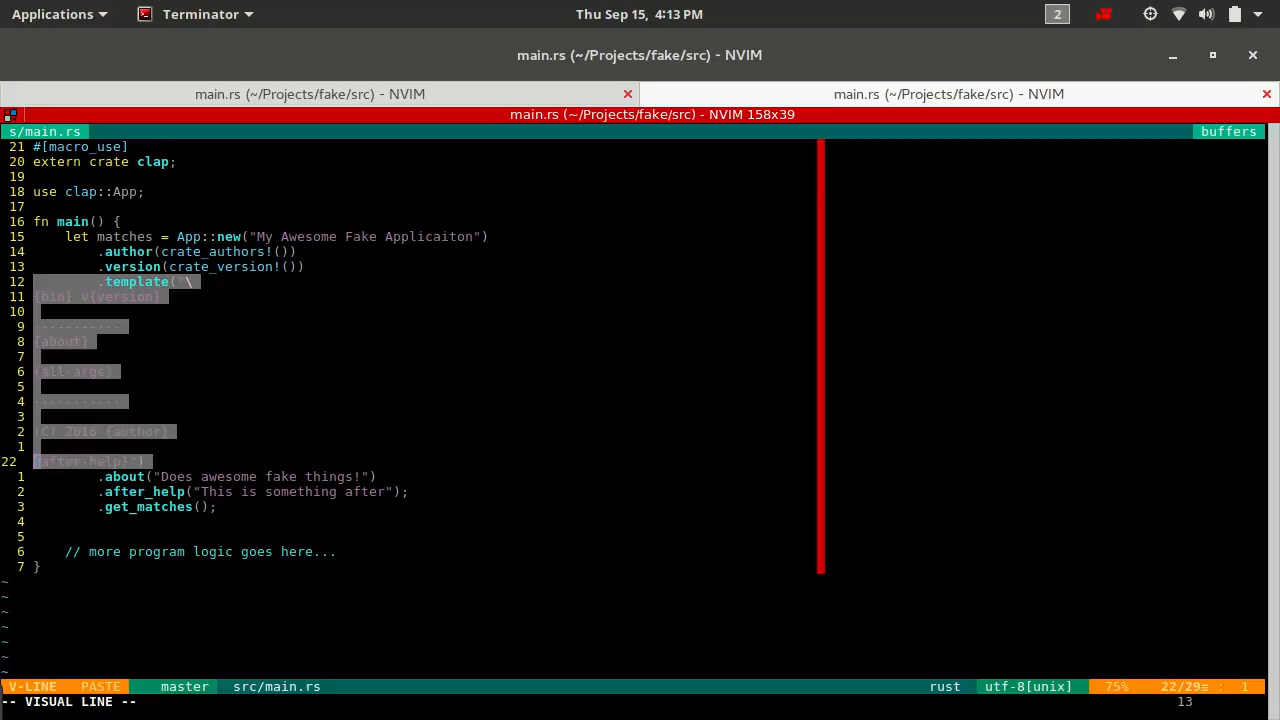 Applications Terminator Thu Sep 15, 4:13 PM 2
main.rs (~/Projects/fake/src) - NVIM
main.rs (~/Projects/fake/src) - NVIM main.rs (~/Projects/fake/src) - NVIM
main.rs (~/Projects/fake/src) - NVIM 158x39
s/main.rs buffers
21 #[macro_use]
20 extern crate clap;
19
18 use clap::App;
17
16 fn main() {
15     let matches = App::new("My Awesome Fake Applicaiton")
14         .author(crate_authors!())
13         .version(crate_version!())
12         .template("\
11 {bin} v{version}
10
9 -----------
8 {about}
7
6 {all-args}
5
4 -----------
3
2 (C) 2016 {author}
1
22 {after-help}")
1         .about("Does awesome fake things!")
2         .after_help("This is something after");
3         .get_matches();
4
5
6     // more program logic goes here...
7 }
~
~
~
~
~
~
~
V-LINE PASTE master src/main.rs rust utf-8[unix] 75% 22/29≡ : 1
-- VISUAL LINE -- 13